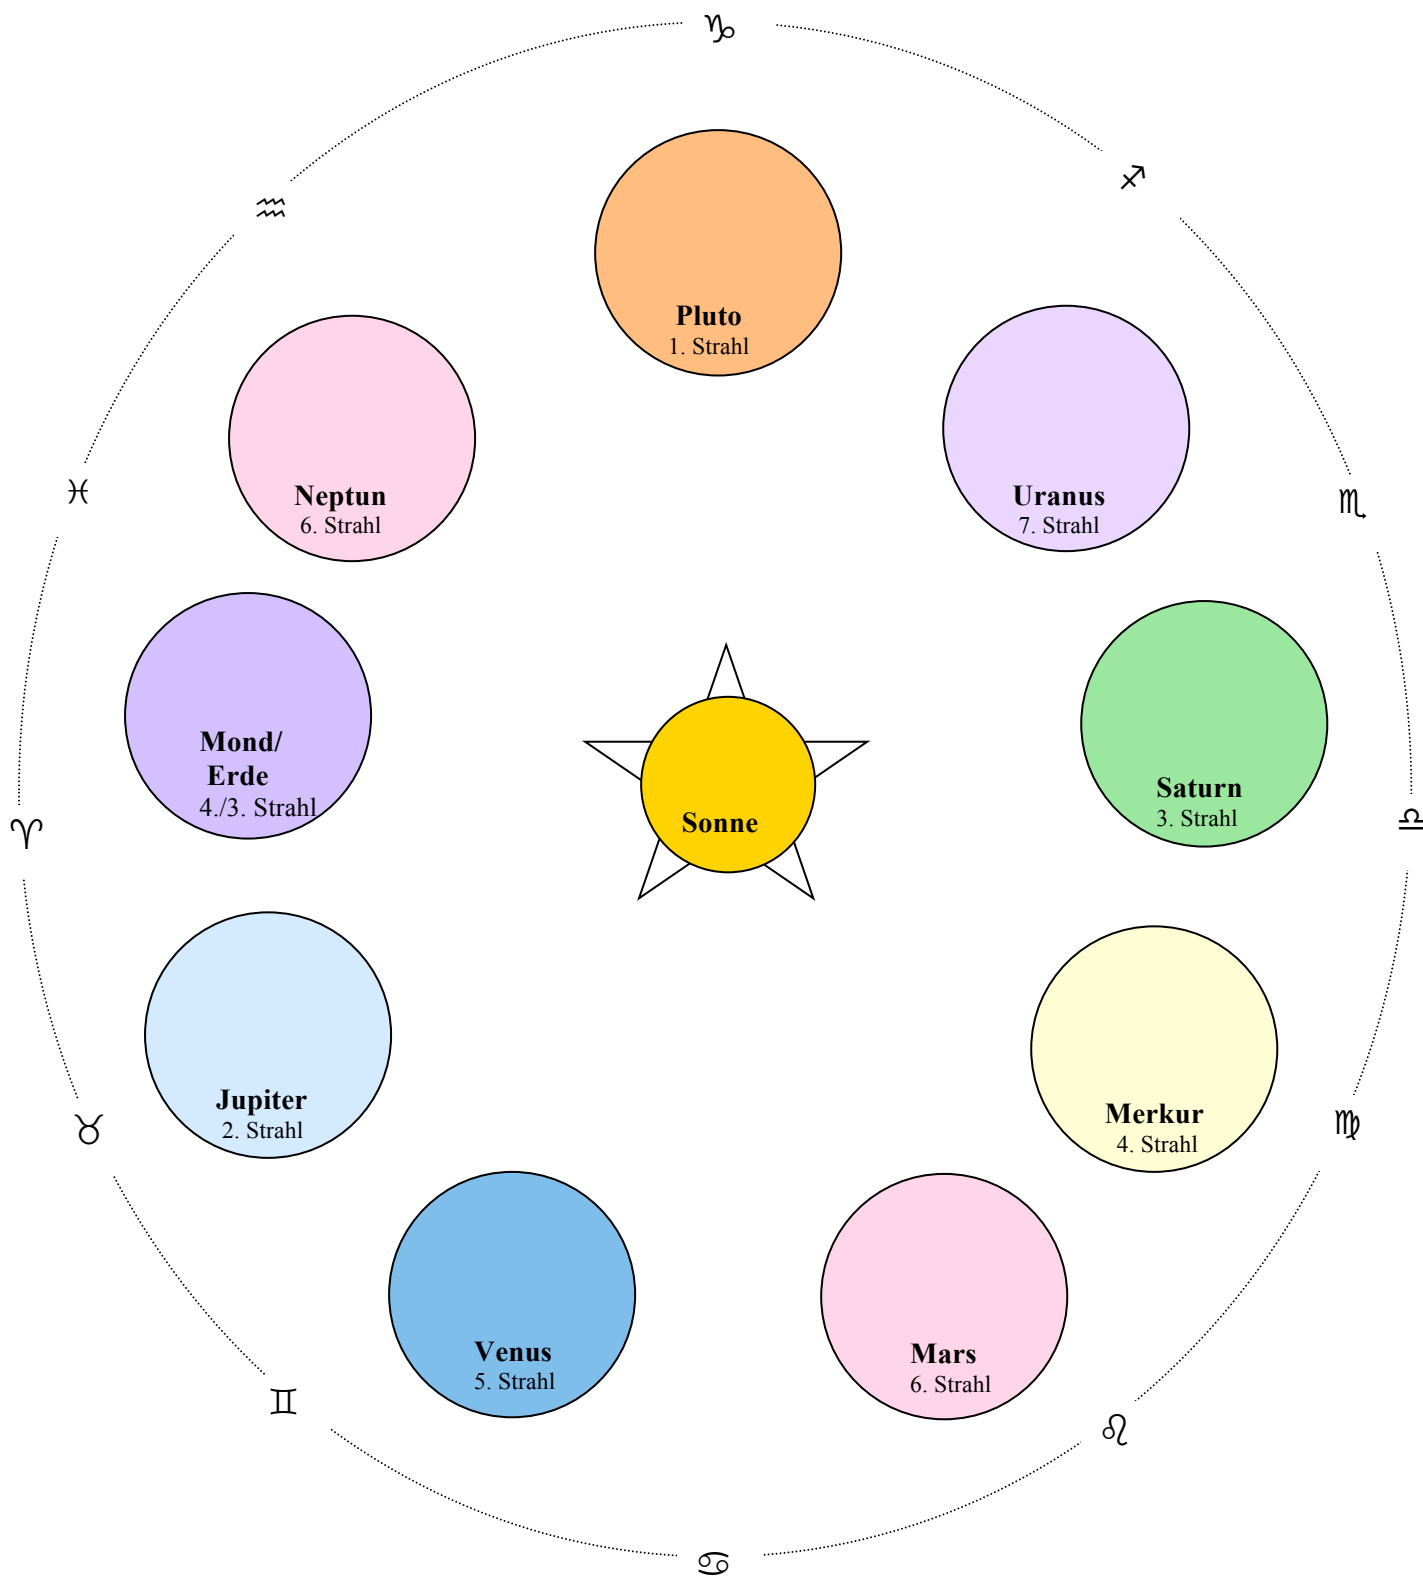 ♑
♐
♒
Pluto
1. Strahl
Neptun
6. Strahl
Uranus
7. Strahl
♓
♏
Mond/
Erde
4./3. Strahl
Saturn
3. Strahl
Sonne
♈
♎
Jupiter
2. Strahl
Merkur
4. Strahl
♉
♍
Venus
5. Strahl
Mars
6. Strahl
♊
♌
♋